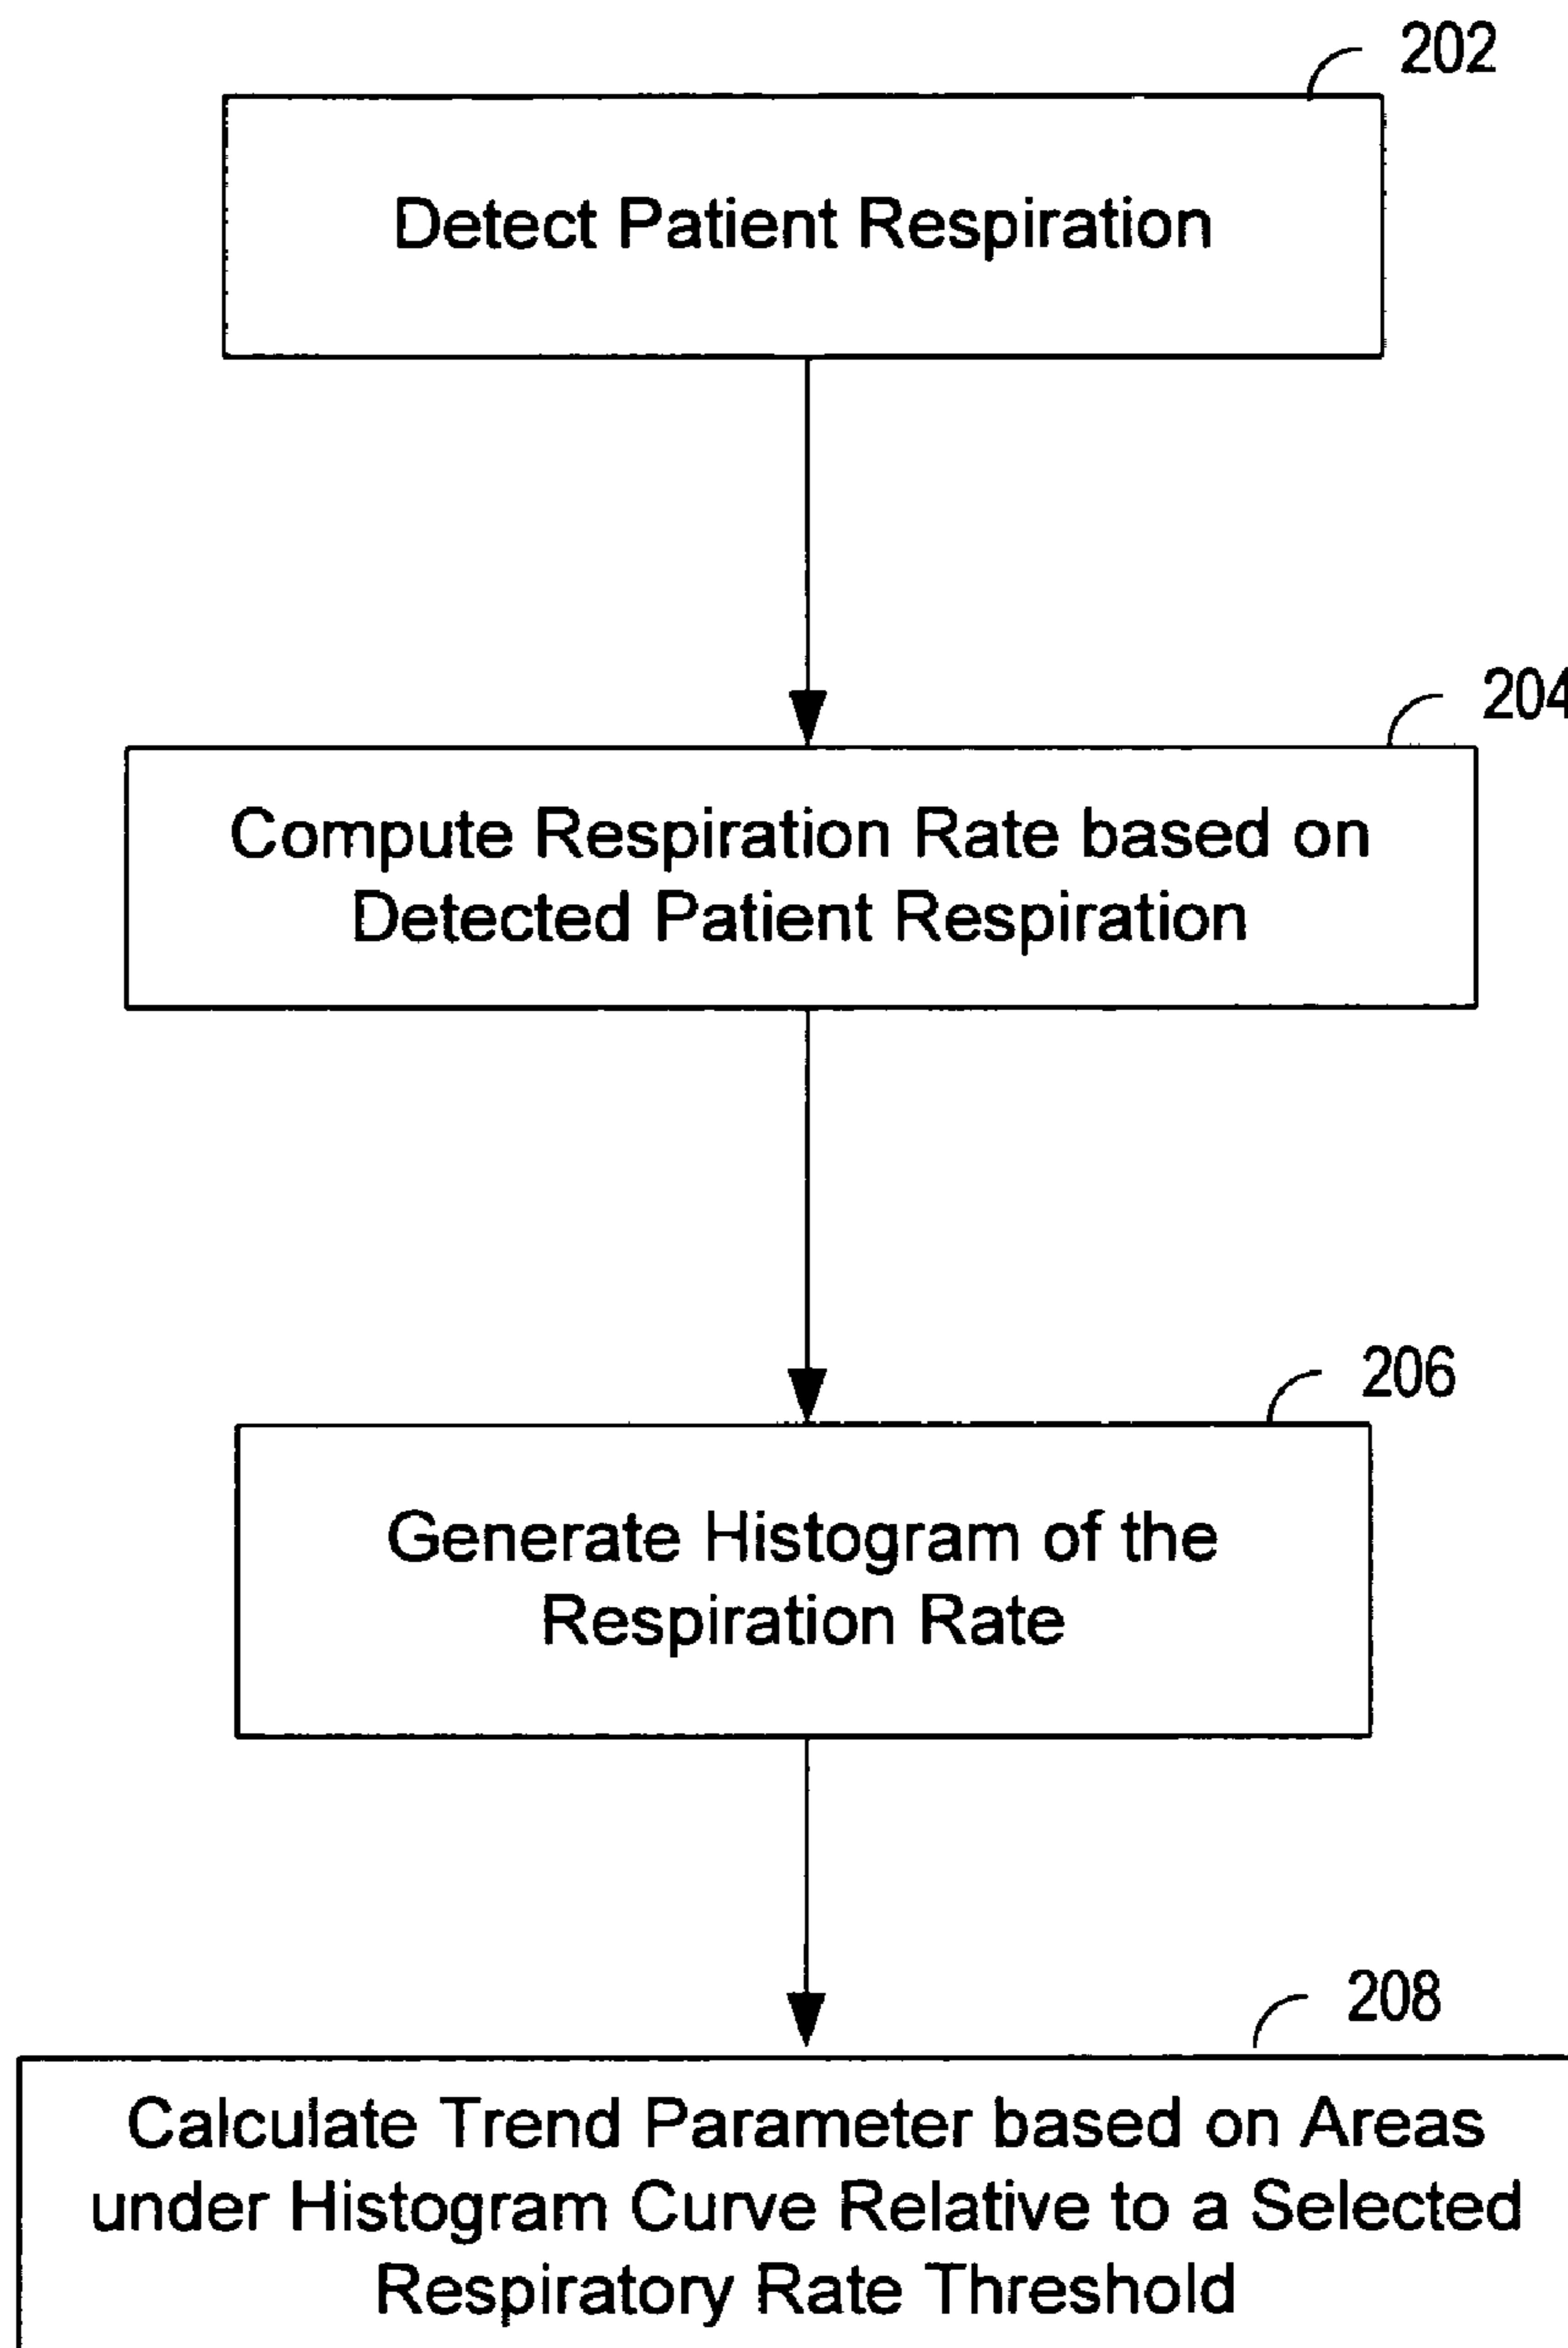 202
Detect Patient Respiration
204
Compute Respiration Rate based on
Detected Patient Respiration
206
Generate Histogram of the
Respiration Rate
208
Calculate Trend Parameter based on Areas
under Histogram Curve Relative to a Selected
Respiratory Rate Threshold